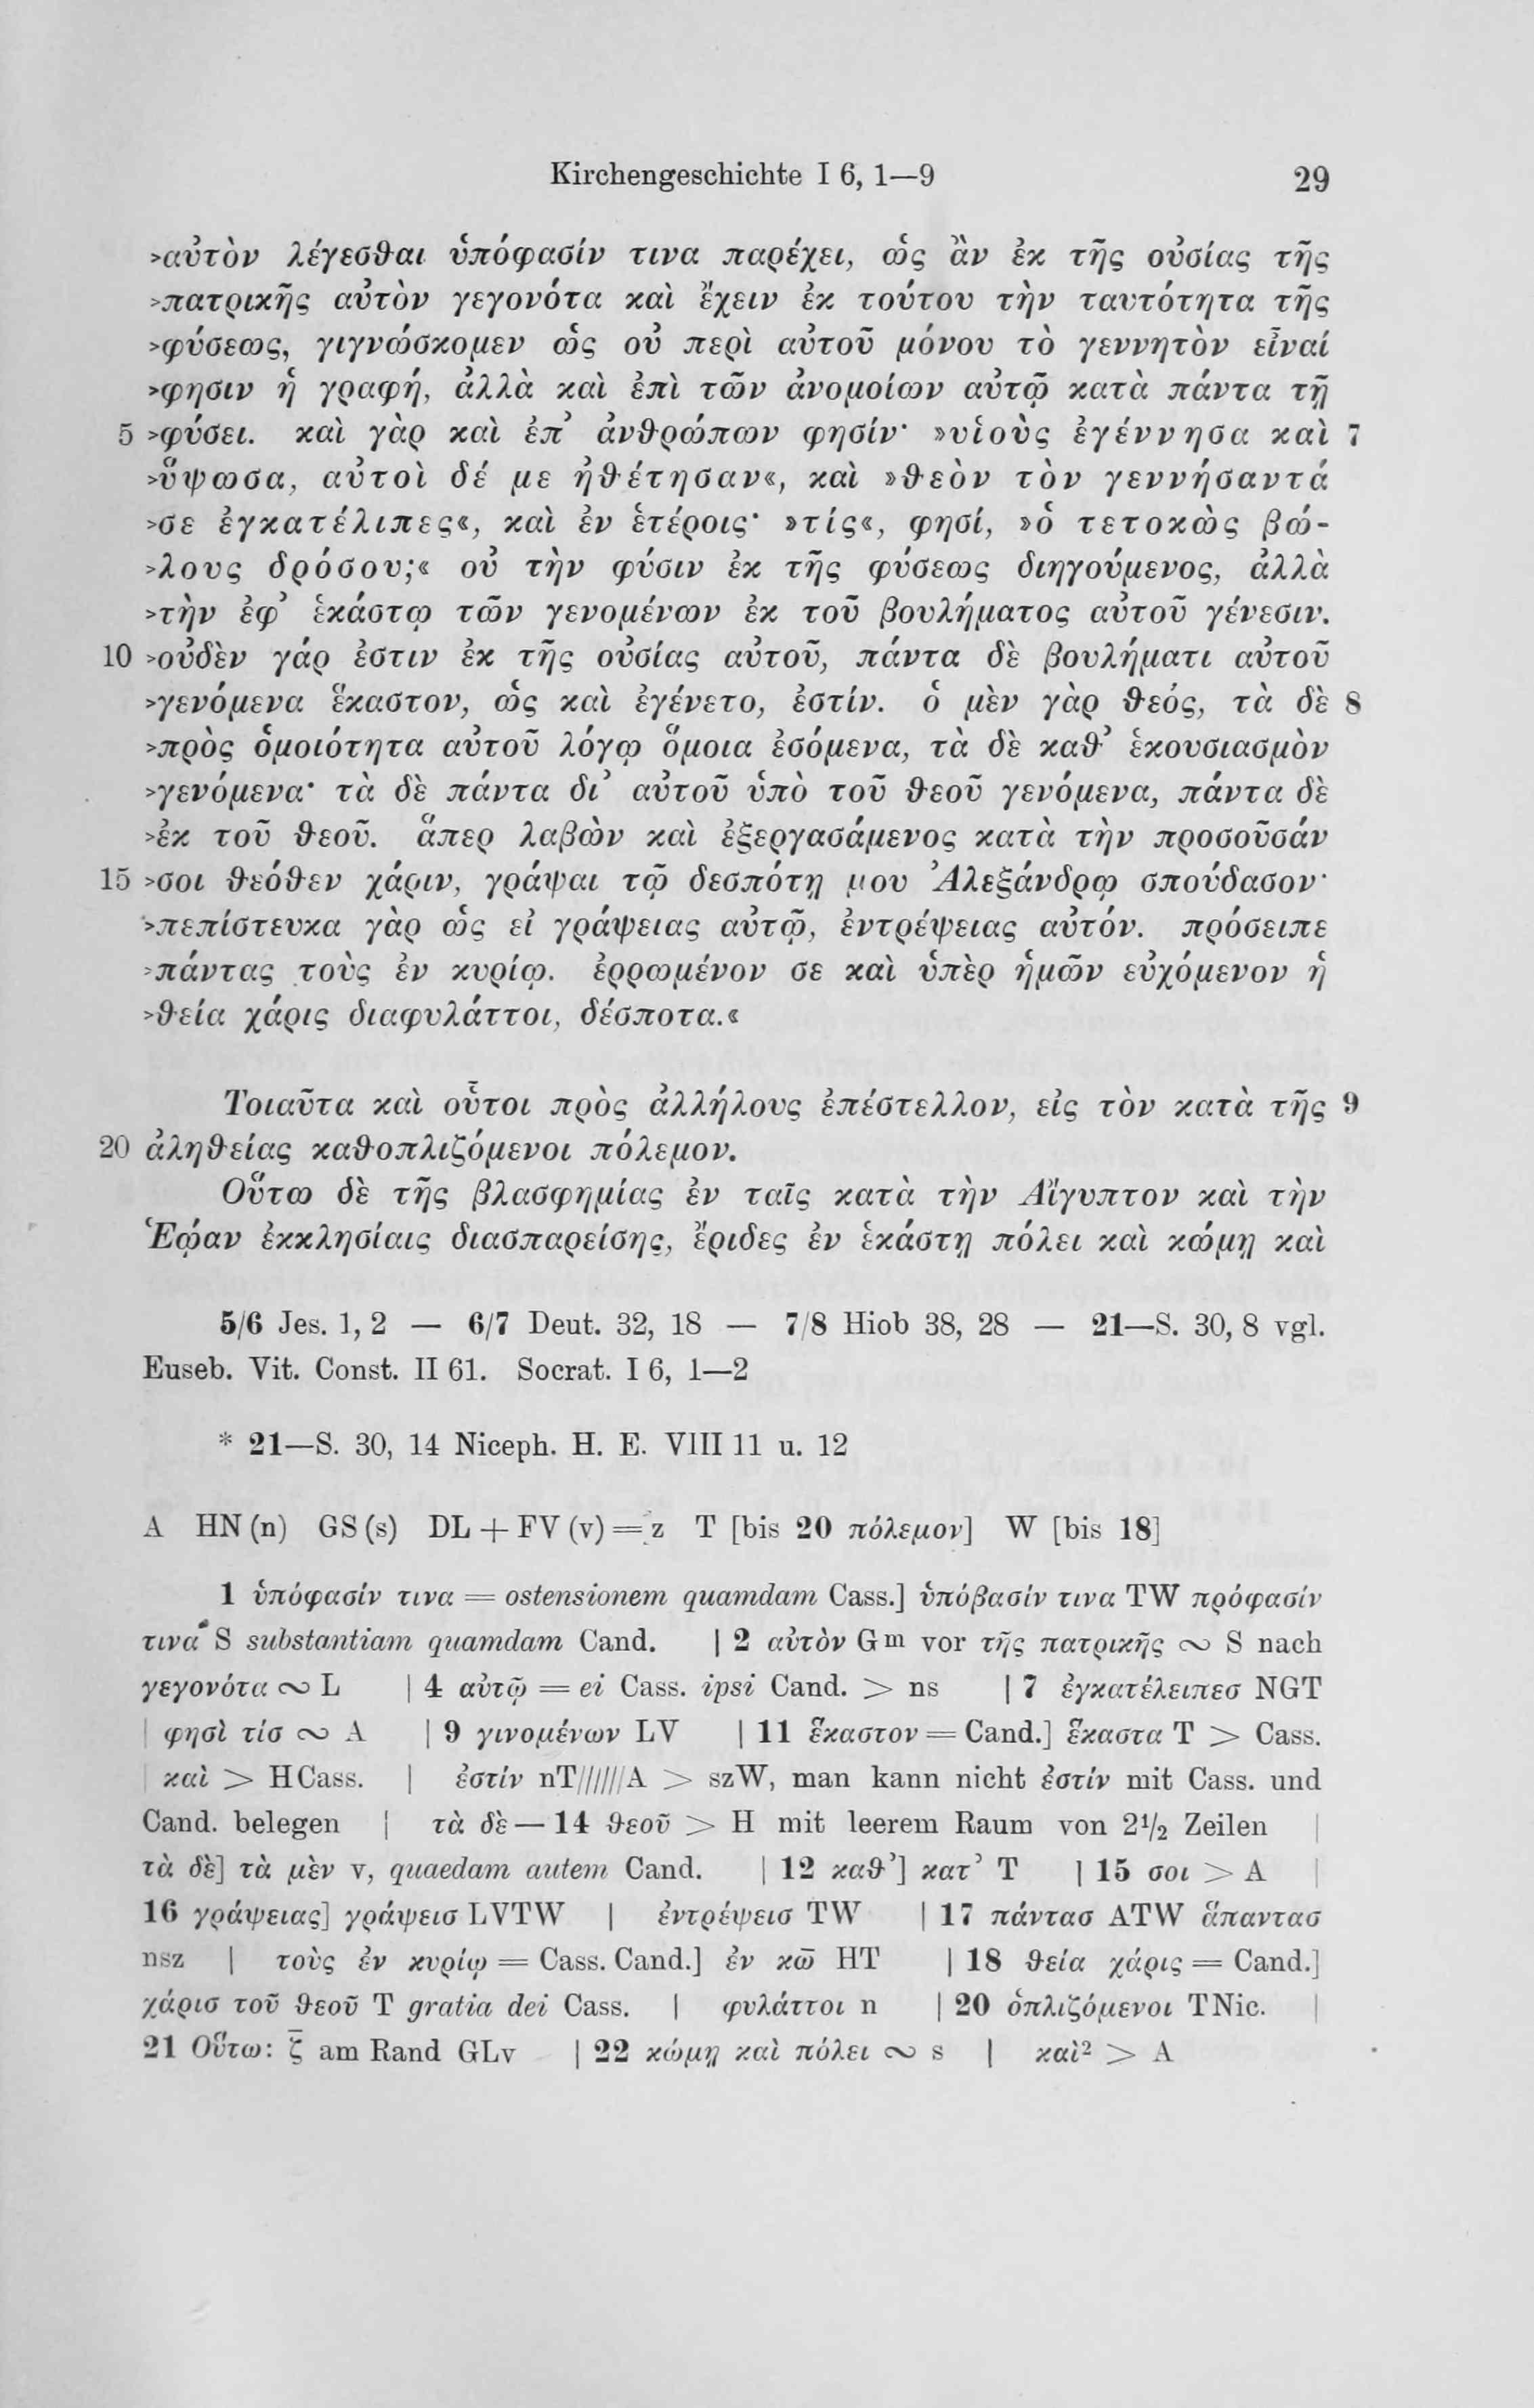 Kirchengeschichte I 6, 1—9 29
>αὐτὸν λέγεσθαι ὑπόφασίν τινα παρέχει, ὡς ἂν ἐκ τῆς οὐσίας τῆς
>πατρικῆς αὐτὸν γεγονότα καὶ ἔχειν ἐκ τούτου τὴν ταυτότητα τῆς
>φύσεως, γιγνώσκομεν ὡς οὐ περὶ αὐτοῦ μόνου τὸ γεννητὸν εἶναί
>φησιν ἡ γραφή, ἀλλὰ καὶ ἐπὶ τῶν ἀνομοίων αὐτῷ κατὰ πάντα τῇ
5 >φύσει. καὶ γὰρ καὶ ἐπ’ ἀνθρώπων φησίν· »υἱοὺς ἐγέννησα καὶ 7
>ὕψωσα, αὐτοὶ δέ με ἠθέτησαν«, καὶ »θεὸν τὸν γεννήσαντά
>σε ἐγκατέλιπες«, καὶ ἐν ἑτέροις· »τίς«, φησί, »ὁ τετοκὼς βώ-
>λους δρόσου;« οὐ τὴν φύσιν ἐκ τῆς φύσεως διηγούμενος, ἀλλὰ
>τὴν ἐφ’ ἑκάστῳ τῶν γενομένων ἐκ τοῦ βουλήματος αὐτοῦ γένεσιν.
10 >οὐδὲν γάρ ἐστιν ἐκ τῆς οὐσίας αὐτοῦ, πάντα δὲ βουλήματι αὐτοῦ
>γενόμενα ἕκαστον, ὡς καὶ ἐγένετο, ἐστίν. ὁ μὲν γὰρ θεός, τὰ δὲ 8
>πρὸς ὁμοιότητα αὐτοῦ λόγῳ ὅμοια ἐσόμενα, τὰ δὲ καθ’ ἑκουσιασμὸν
>γενόμενα· τὰ δὲ πάντα δι’ αὐτοῦ ὑπὸ τοῦ θεοῦ γενόμενα, πάντα δὲ
>ἐκ τοῦ θεοῦ. ἅπερ λαβὼν καὶ ἐξεργασάμενος κατὰ τὴν προσοῦσάν
15 >σοι θεόθεν χάριν, γράψαι τῷ δεσπότῃ μου Ἀλεξάνδρῳ σπούδασον·
>πεπίστευκα γὰρ ὡς εἰ γράψειας αὐτῷ, ἐντρέψειας αὐτόν. πρόσειπε
>πάντας τοὺς ἐν κυρίῳ. ἐρρωμένον σε καὶ ὑπὲρ ἡμῶν εὐχόμενον ἡ
>θεία χάρις διαφυλάττοι, δέσποτα.«
Τοιαῦτα καὶ οὗτοι πρὸς ἀλλήλους ἐπέστελλον, εἰς τὸν κατὰ τῆς 9
20 ἀληθείας καθοπλιζόμενοι πόλεμον.
Οὕτω δὲ τῆς βλασφημίας ἐν ταῖς κατὰ τὴν Αἴγυπτον καὶ τὴν
Ἑῴαν ἐκκλησίαις διασπαρείσης, ἔριδες ἐν ἑκάστῃ πόλει καὶ κώμῃ καὶ
5/6 Jes. 1, 2 — 6/7 Deut. 32, 18 — 7/8 Hiob 38, 28 — 21—S. 30, 8 vgl.
Euseb. Vit. Const. II 61. Socrat. I 6, 1—2
* 21—S. 30, 14 Niceph. H. E. VIII 11 u. 12
A HN (n) GS (s) DL + FV (v) = z T [bis 20 πόλεμον] W [bis 18]
1 ὑπόφασίν τινα = ostensionem quamdam Cass.] ὑπόβασίν τινα TW πρόφασίν
τινα S substantiam quamdam Cand. | 2 αὐτὸν Gm vor τῆς πατρικῆς ∾ S nach
γεγονότα ∾ L | 4 αὐτῷ = ei Cass. ipsi Cand. > ns | 7 ἐγκατέλειπεσ NGT
| φησὶ τίσ ∾ A | 9 γινομένων LV | 11 ἕκαστον = Cand.] ἕκαστα T > Cass.
| καὶ > HCass. | ἐστίν nT//////A > szW, man kann nicht ἐστίν mit Cass. und
Cand. belegen | τὰ δὲ — 14 θεοῦ > H mit leerem Raum von 2½ Zeilen |
τὰ δὲ] τὰ μὲν v, quaedam autem Cand. | 12 καθ’] κατ’ T | 15 σοι > A |
16 γράψειας] γράψεισ LVTW | ἐντρέψεισ TW | 17 πάντασ ATW ἅπαντασ
nsz | τοὺς ἐν κυρίῳ = Cass. Cand.] ἐν κω̄ HT | 18 θεία χάρις = Cand.]
χάρισ τοῦ θεοῦ T gratia dei Cass. | φυλάττοι n | 20 ὁπλιζόμενοι TNic. |
21 Οὕτω: ζ̄ am Rand GLv | 22 κώμῃ καὶ πόλει ∾ s | καὶ² > A